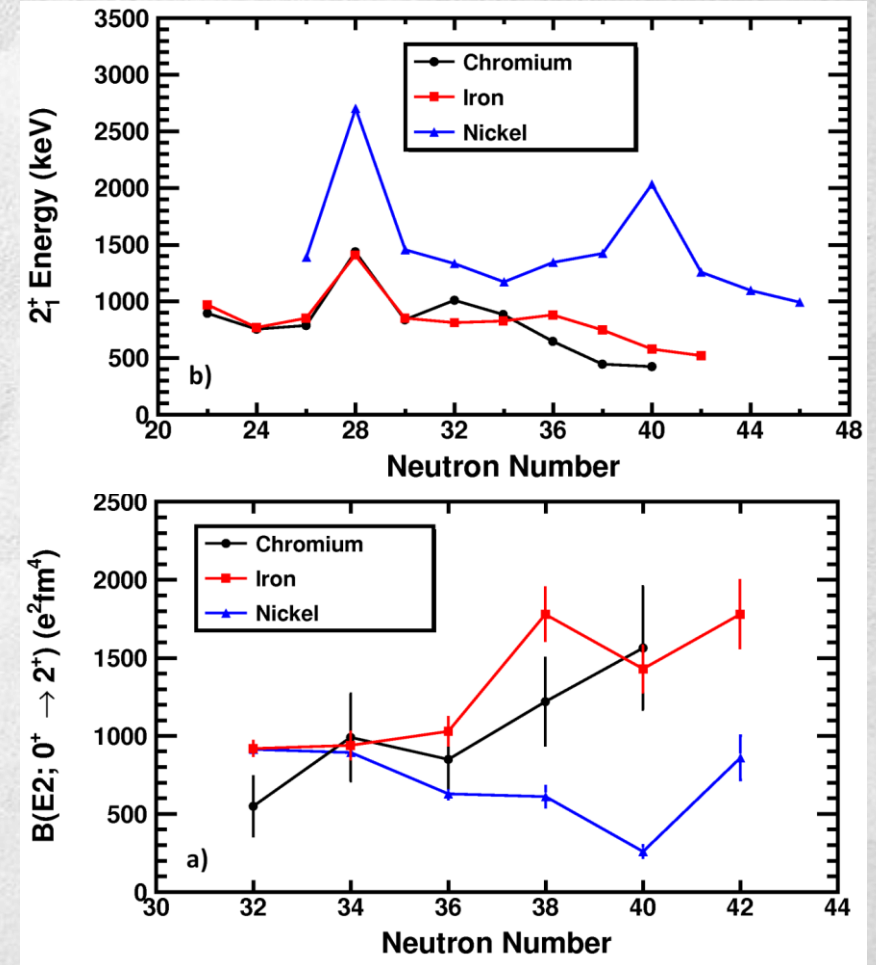 3500
3000
2500
2000
1500
1000
500
0
2₁⁺ Energy (keV)
Chromium
Iron
Nickel
b)
20 24 28 32 36 40 44 48
Neutron Number
2500
2000
1500
1000
500
0
B(E2; 0⁺ → 2⁺) (e²fm⁴)
Chromium
Iron
Nickel
a)
30 32 34 36 38 40 42 44
Neutron Number